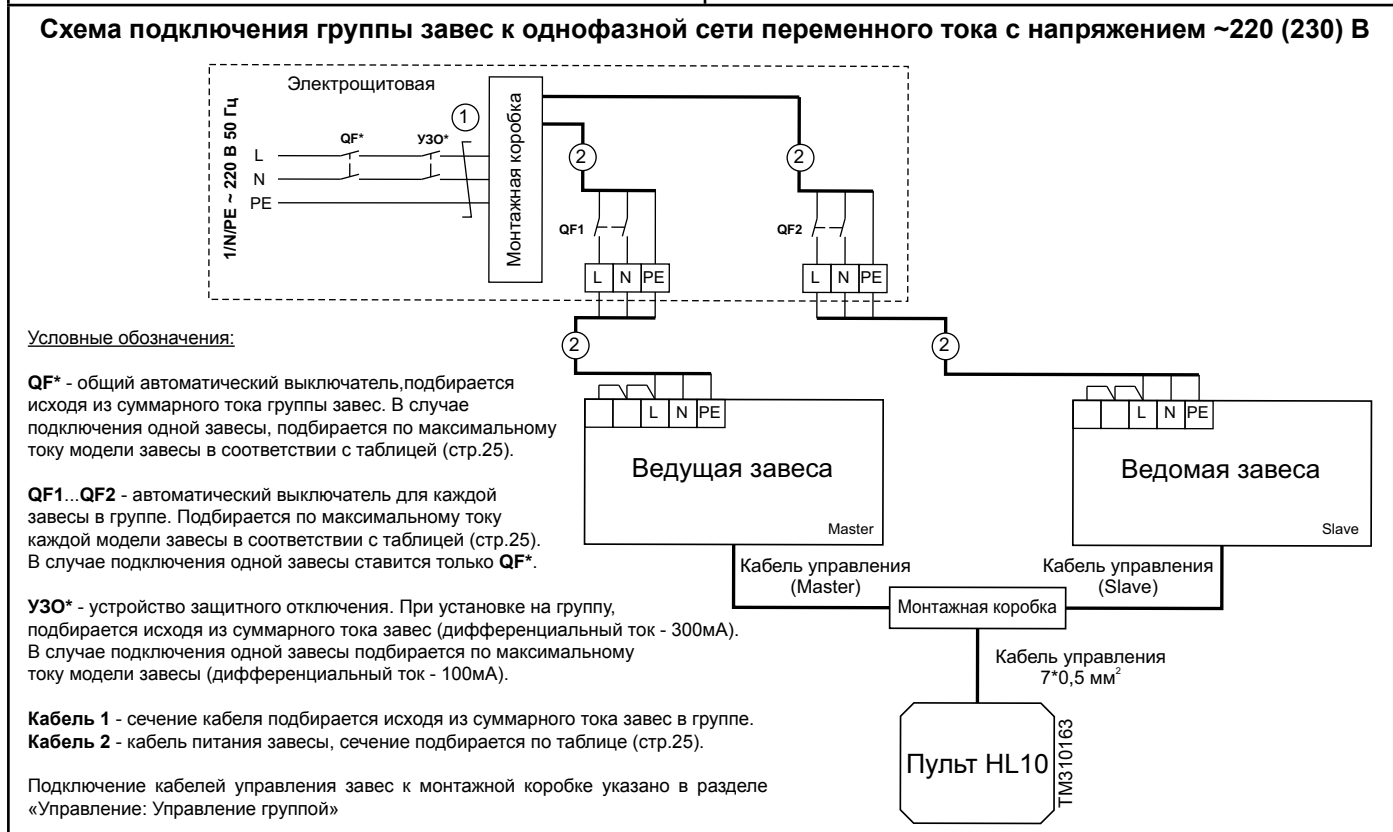 Схема подключения группы завес к однофазной сети переменного тока с напряжением ~220 (230) В
Электрощитовая
1/N/PE ~ 220 В 50 Гц
L
N
PE
QF*
УЗО*
1
Монтажная коробка
2
2
QF1
QF2
L N PE
L N PE
2
2
L N PE
L N PE
Ведущая завеса
Master
Ведомая завеса
Slave
Кабель управления
(Master)
Кабель управления
(Slave)
Монтажная коробка
Кабель управления
7*0,5 мм²
Пульт HL10
TM310163
Условные обозначения:
QF* - общий автоматический выключатель,подбирается
исходя из суммарного тока группы завес. В случае
подключения одной завесы, подбирается по максимальному
току модели завесы в соответствии с таблицей (стр.25).
QF1...QF2 - автоматический выключатель для каждой
завесы в группе. Подбирается по максимальному току
каждой модели завесы в соответствии с таблицей (стр.25).
В случае подключения одной завесы ставится только QF*.
УЗО* - устройство защитного отключения. При установке на группу,
подбирается исходя из суммарного тока завес (дифференциальный ток - 300мА).
В случае подключения одной завесы подбирается по максимальному
току модели завесы (дифференциальный ток - 100мА).
Кабель 1 - сечение кабеля подбирается исходя из суммарного тока завес в группе.
Кабель 2 - кабель питания завесы, сечение подбирается по таблице (стр.25).
Подключение кабелей управления завес к монтажной коробке указано в разделе
«Управление: Управление группой»